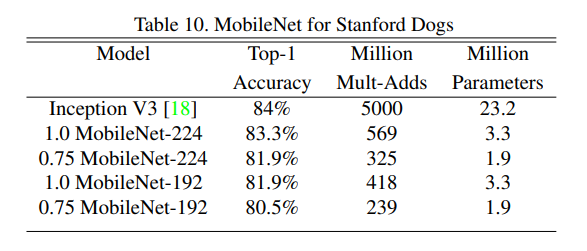 Table 10. MobileNet for Stanford Dogs
Model Top-1 Million Million
Accuracy Mult-Adds Parameters
Inception V3 [18] 84% 5000 23.2
1.0 MobileNet-224 83.3% 569 3.3
0.75 MobileNet-224 81.9% 325 1.9
1.0 MobileNet-192 81.9% 418 3.3
0.75 MobileNet-192 80.5% 239 1.9